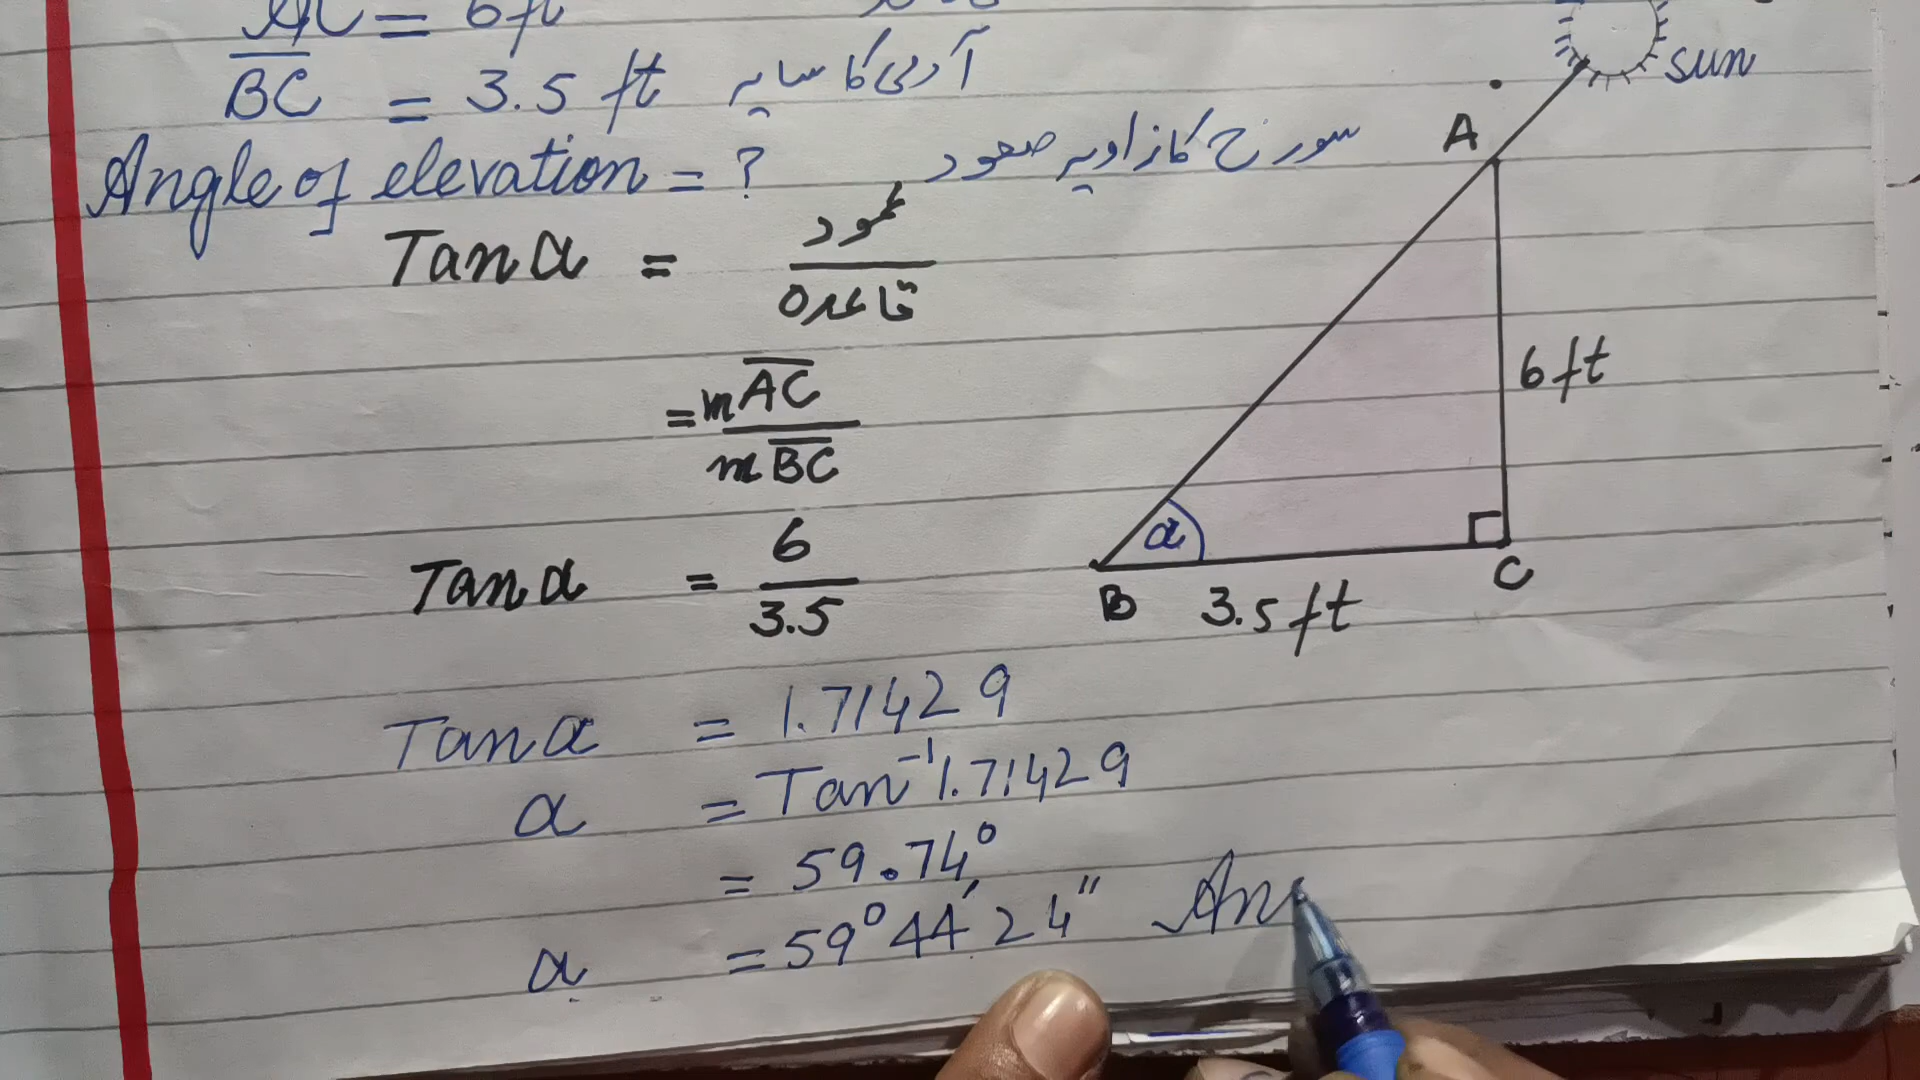 AC = 6ft
BC = 3.5 ft آدمی کا سایہ
Angle of elevation = ? سورج کا زاویہ صعود
Tan α = عمود / قاعدہ
= mAC / mBC
Tan α = 6 / 3.5
Tan α = 1.71429
α = Tan⁻¹ 1.71429
= 59.74°
α = 59° 44' 24" Ans
sun
A
6ft
α
B
3.5 ft
C